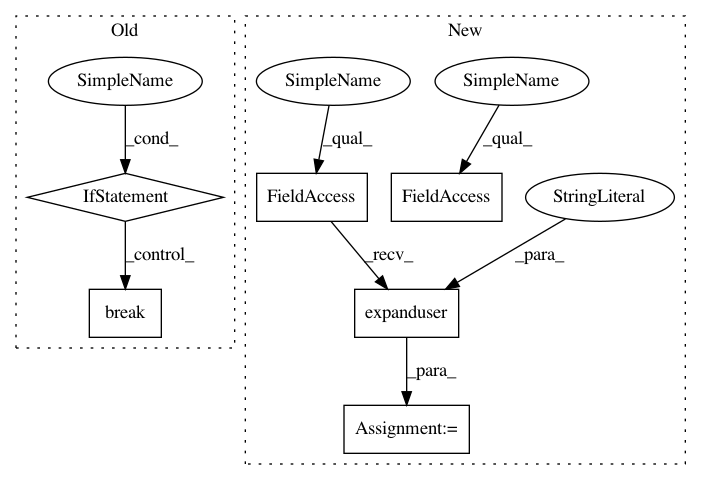 Old
New
SimpleName
SimpleName
SimpleName
_cond_
_qual_
_qual_
IfStatement
FieldAccess
FieldAccess
StringLiteral
_control_
_recv_
_para_
break
expanduser
_para_
Assignment:=